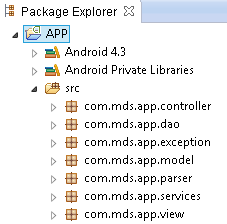 Package Explorer
APP
Android 4.3
Android Private Libraries
src
com.mds.app.controller
com.mds.app.dao
com.mds.app.exception
com.mds.app.model
com.mds.app.parser
com.mds.app.services
com.mds.app.view